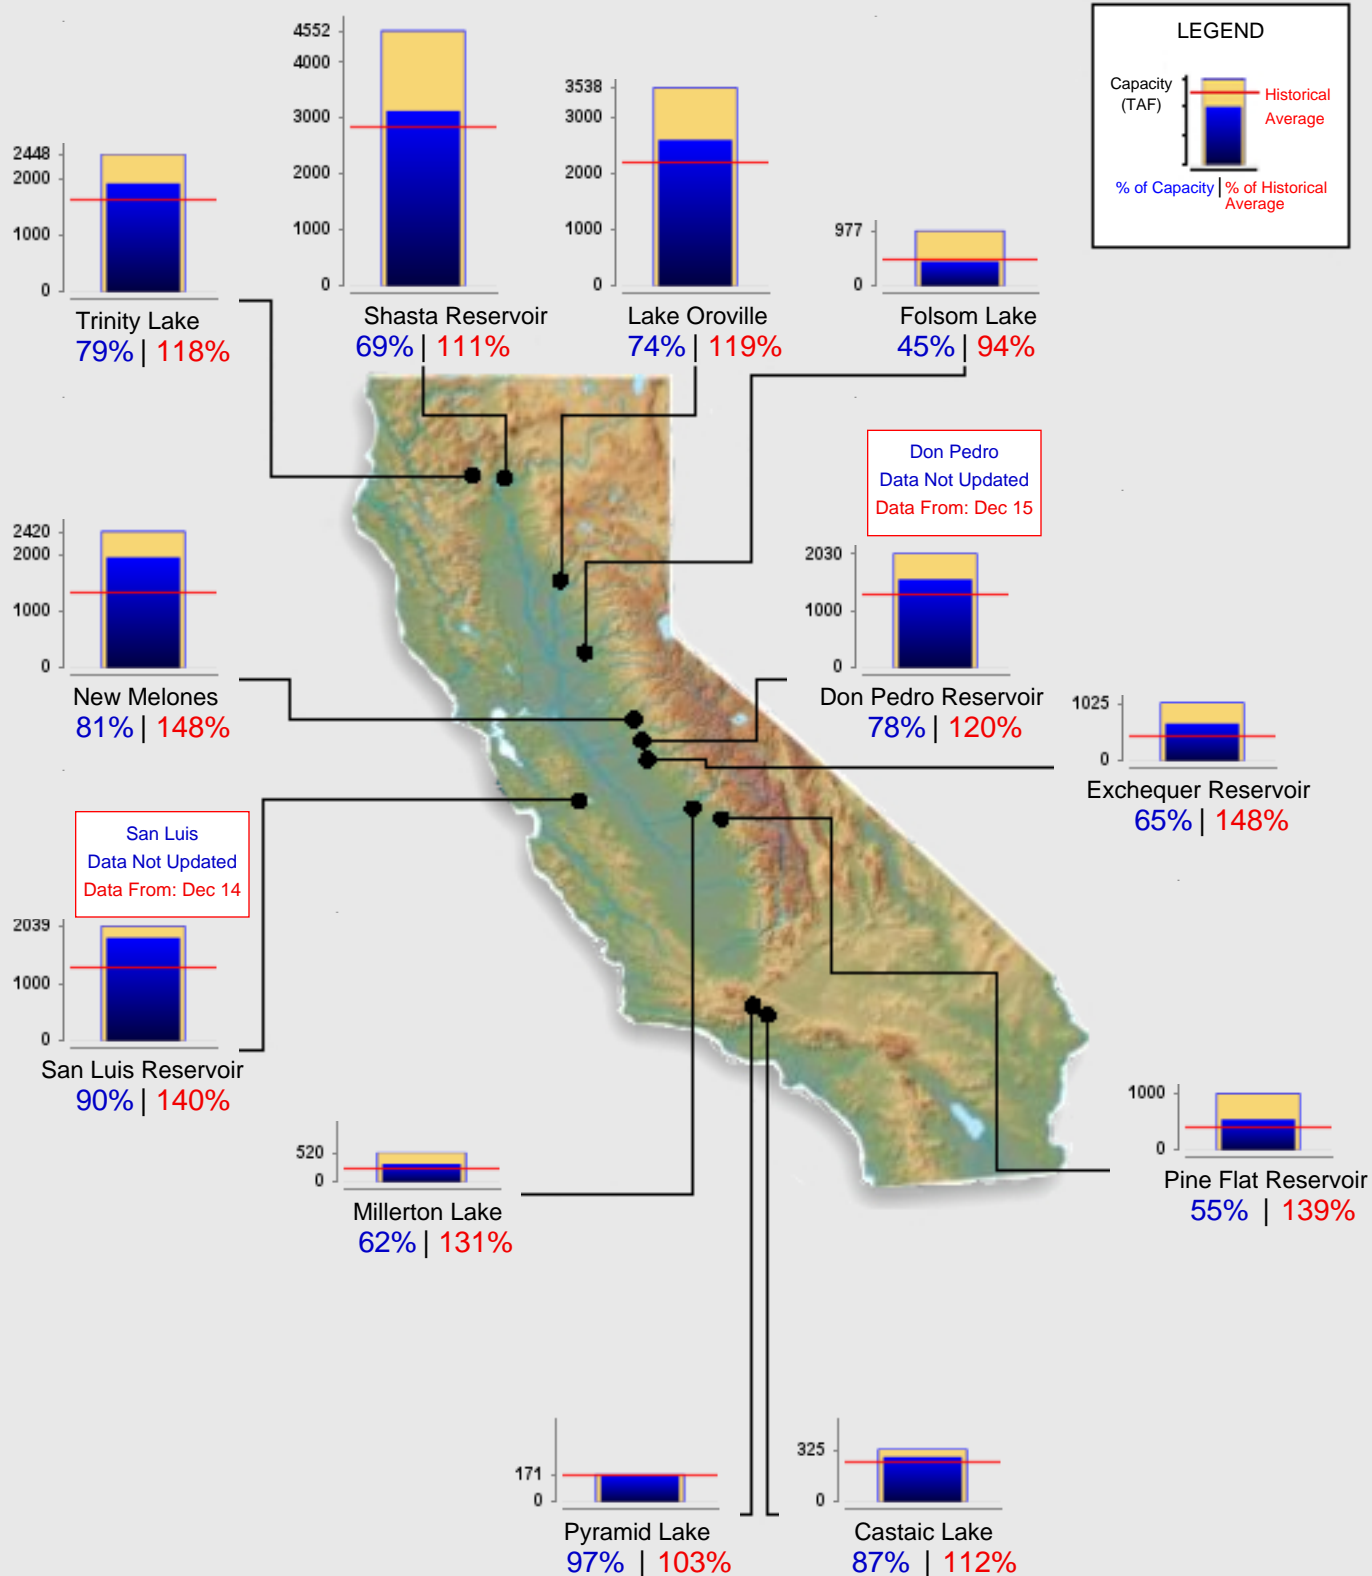 LEGEND
Capacity
(TAF)
Historical
Average
% of Capacity | % of Historical
Average
4552
4000
3000
2000
1000
0
Shasta Reservoir
69% | 111%
3538
3000
2000
1000
0
Lake Oroville
74% | 119%
2448
2000
1000
0
Trinity Lake
79% | 118%
977
0
Folsom Lake
45% | 94%
Don Pedro
Data Not Updated
Data From: Dec 15
2030
1000
0
Don Pedro Reservoir
78% | 120%
2420
2000
1000
0
New Melones
81% | 148%
1025
0
Exchequer Reservoir
65% | 148%
San Luis
Data Not Updated
Data From: Dec 14
2039
1000
0
San Luis Reservoir
90% | 140%
520
0
Millerton Lake
62% | 131%
1000
0
Pine Flat Reservoir
55% | 139%
171
0
Pyramid Lake
97% | 103%
325
0
Castaic Lake
87% | 112%